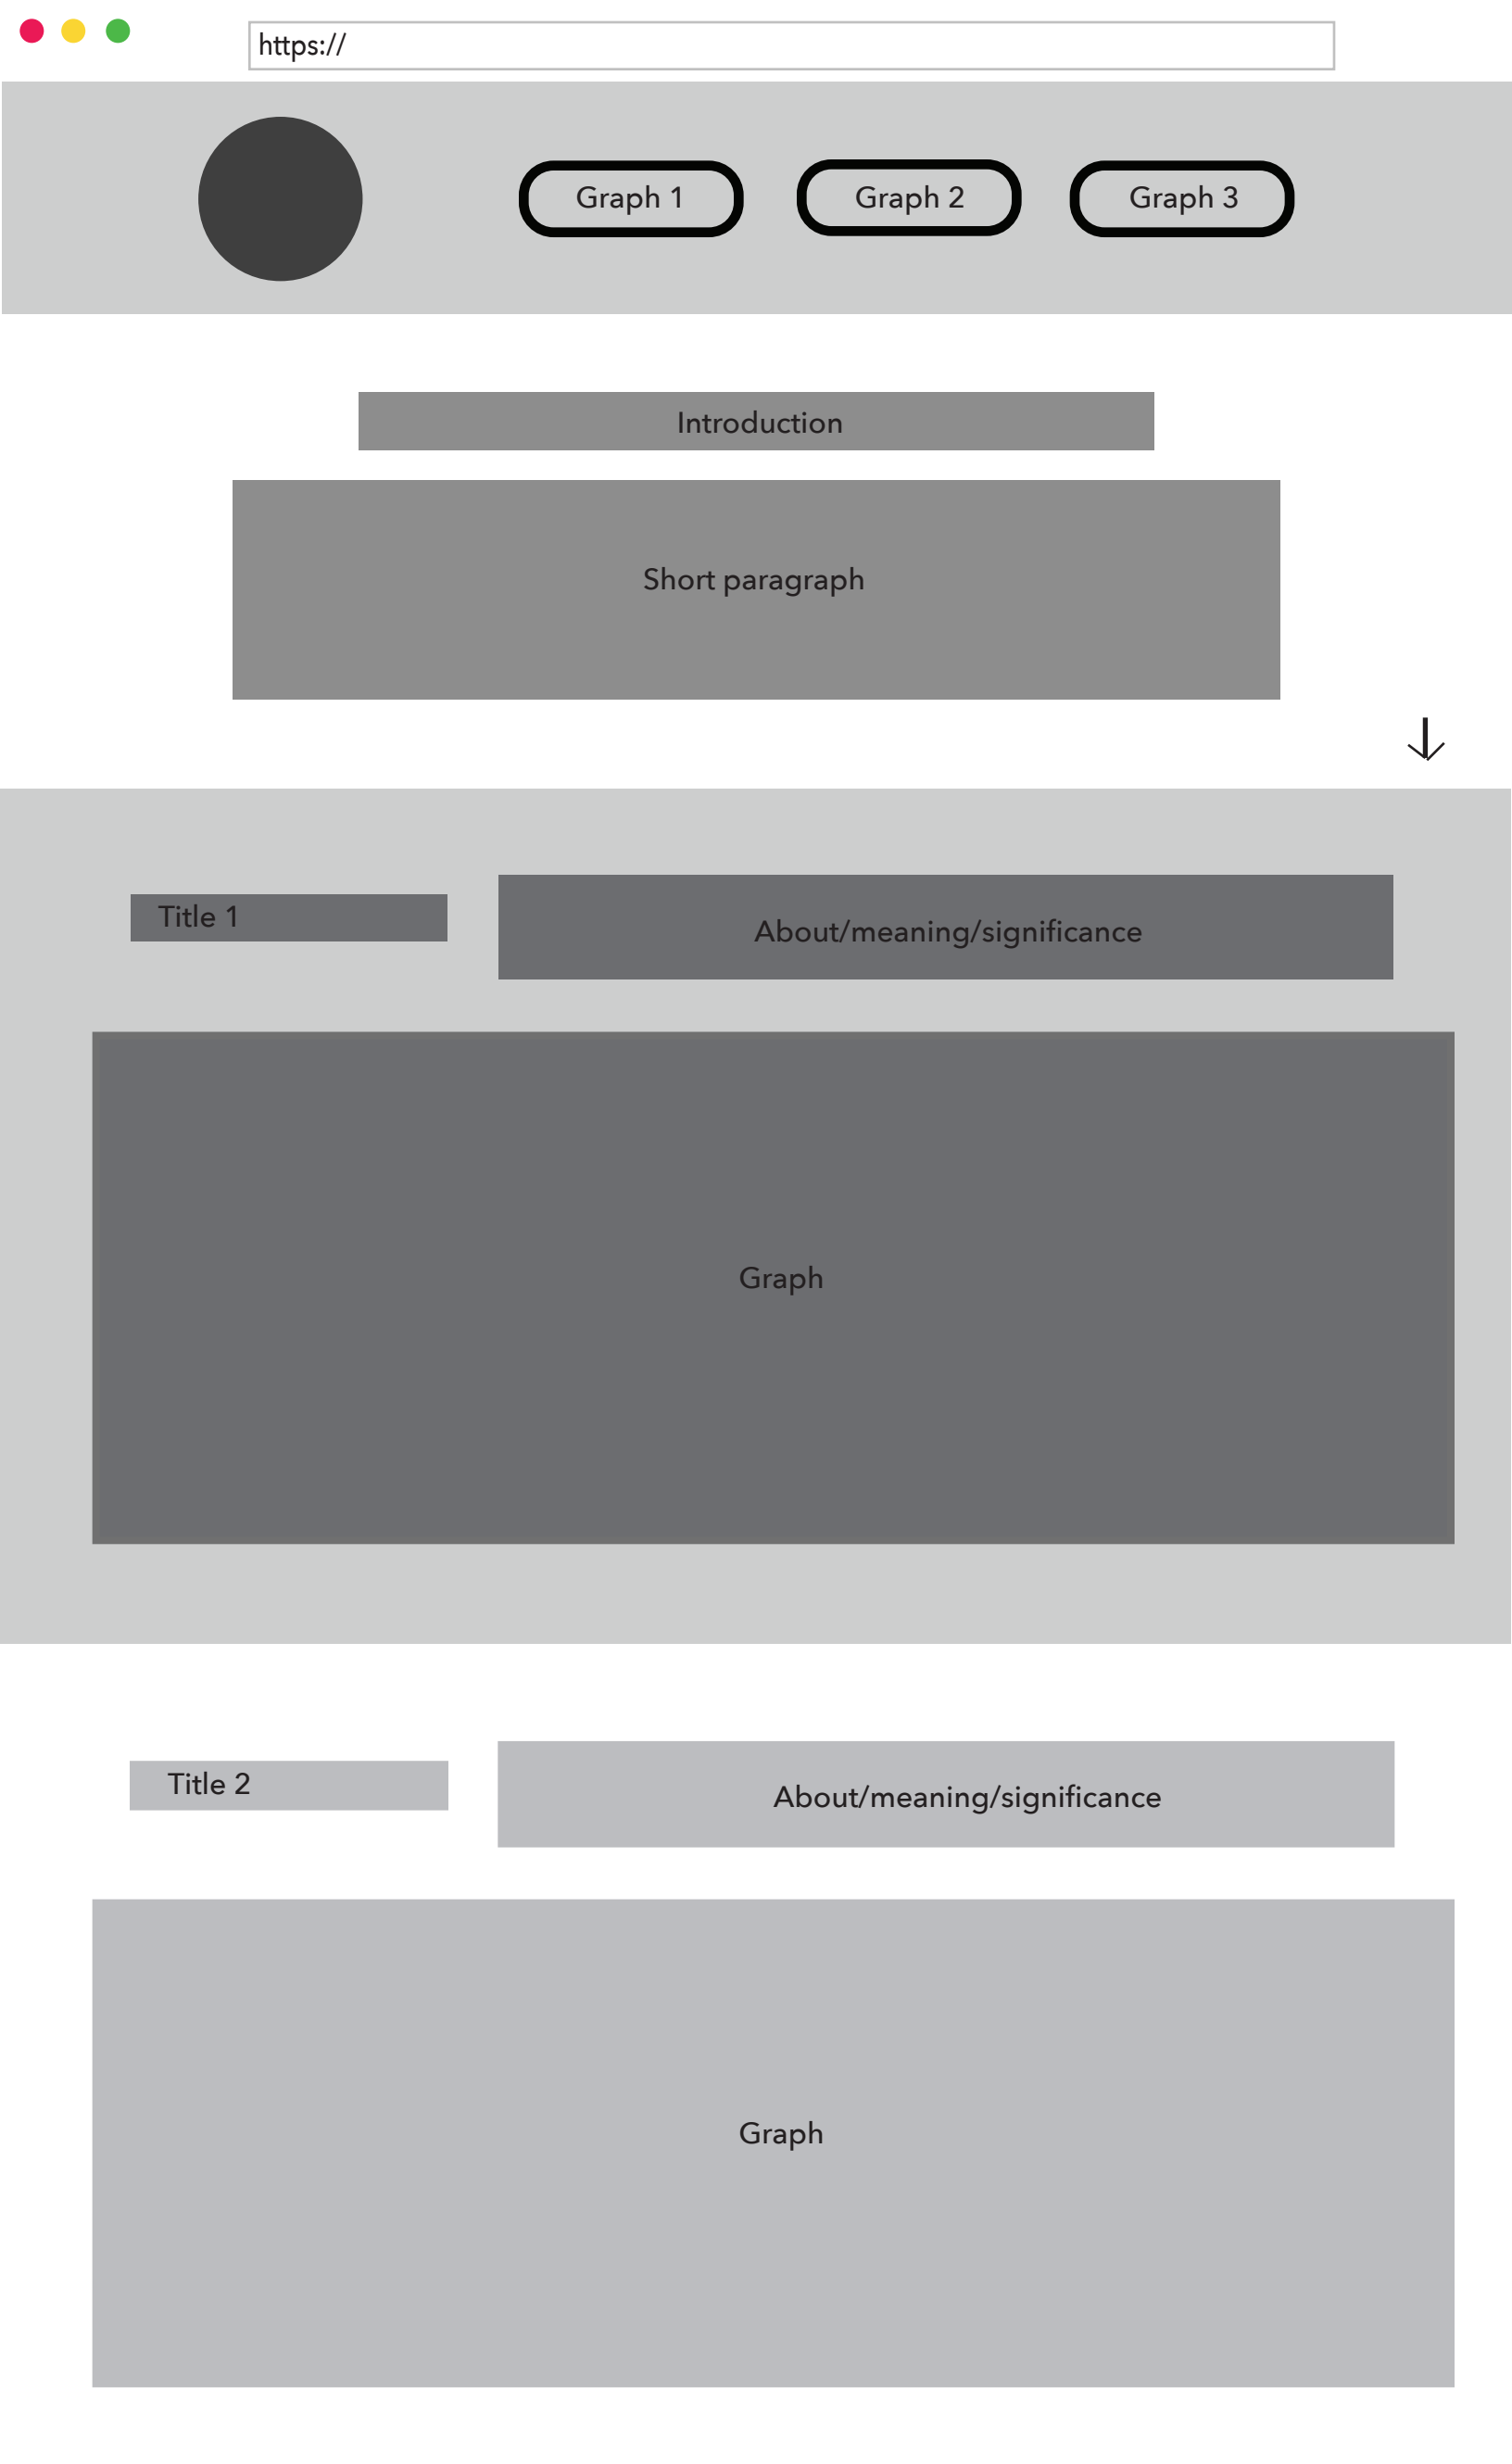 https://
Graph 1
Graph 2
Graph 3
Introduction
Short paragraph
Title 1
About/meaning/significance
Graph
Title 2
About/meaning/significance
Graph